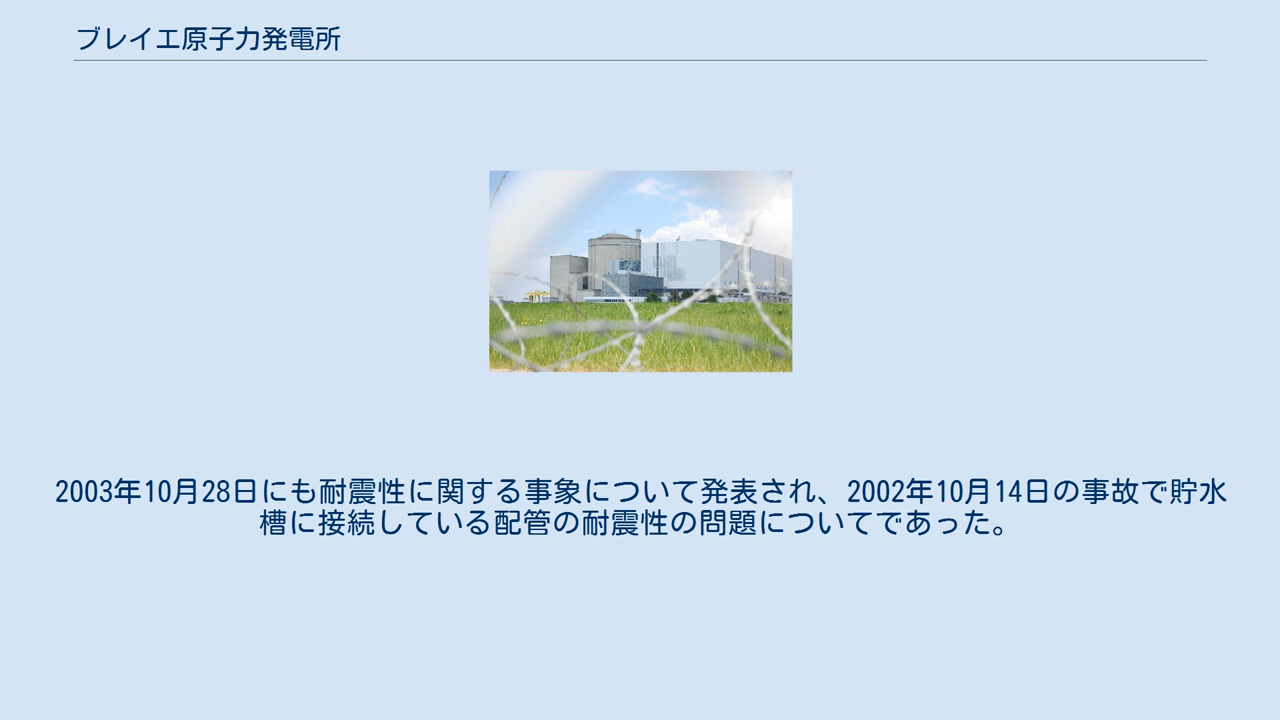 ブレイエ原子力発電所
2003年10月28日にも耐震性に関する事象について発表され、2002年10月14日の事故で貯水
槽に接続している配管の耐震性の問題についてであった。